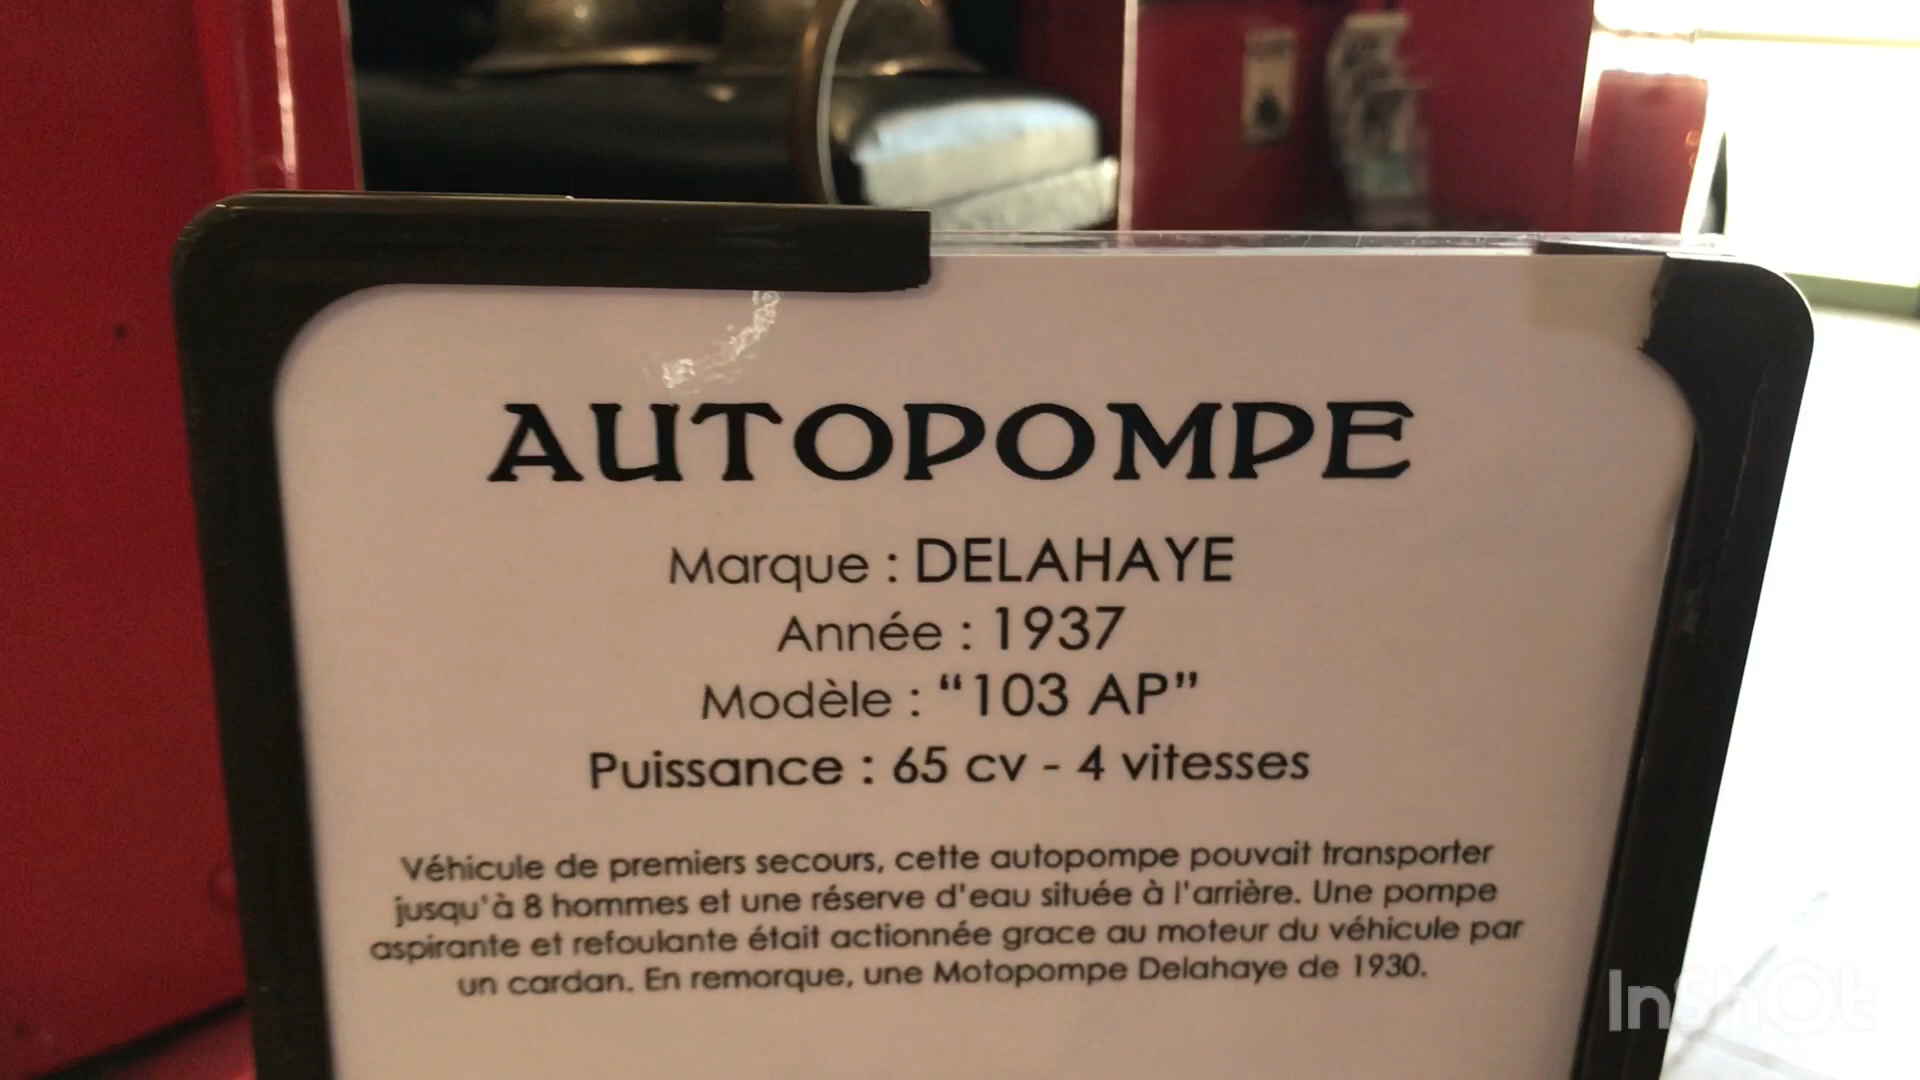 AUTOPOMPE
Marque : DELAHAYE
Année : 1937
Modèle : “103 AP”
Puissance : 65 cv - 4 vitesses
Véhicule de premiers secours, cette autopompe pouvait transporter
jusqu'à 8 hommes et une réserve d'eau située à l'arrière. Une pompe
aspirante et refoulante était actionnée grace au moteur du véhicule par
un cardan. En remorque, une Motopompe Delahaye de 1930.
InShOt